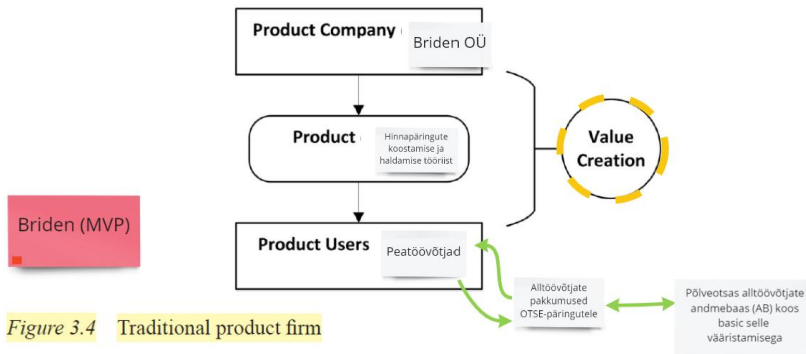 Product Company
Briden OÜ
Product
Hinnapäringute
koostamise ja
haldamise tööriist
Value
Creation
Briden (MVP)
Product Users
Peatöövõtjad
Alltöövõtjate
pakkumused
OTSE-päringutele
Põlveotsas alltöövõtjate
andmebaas (AB) koos
basic selle
vääristamisega
Figure 3.4 Traditional product firm